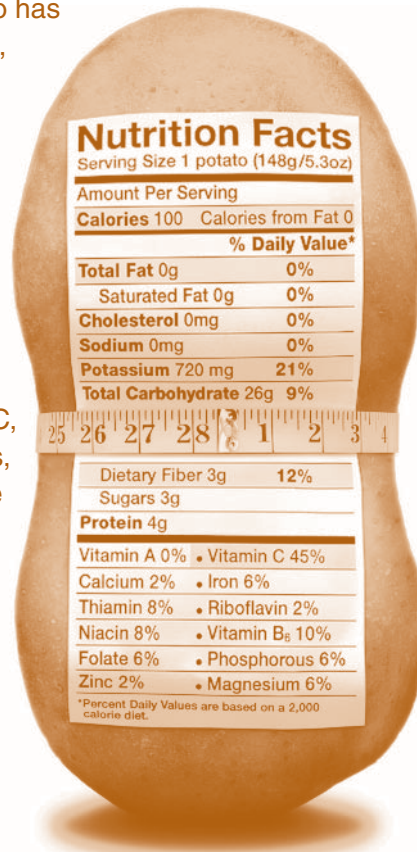 has
,
Nutrition Facts
Serving Size 1 potato (148g/5.3oz)
Amount Per Serving
Calories 100 Calories from Fat 0
% Daily Value*
Total Fat 0g 0%
Saturated Fat 0g 0%
Cholesterol 0mg 0%
Sodium 0mg 0%
Potassium 720 mg 21%
Total Carbohydrate 26g 9%
C,
25 26 27 28 1 2 3 4
,
Dietary Fiber 3g 12%
Sugars 3g
Protein 4g
Vitamin A 0% • Vitamin C 45%
Calcium 2% • Iron 6%
Thiamin 8% • Riboflavin 2%
Niacin 8% • Vitamin B₆ 10%
Folate 6% • Phosphorous 6%
Zinc 2% • Magnesium 6%
*Percent Daily Values are based on a 2,000
calorie diet.